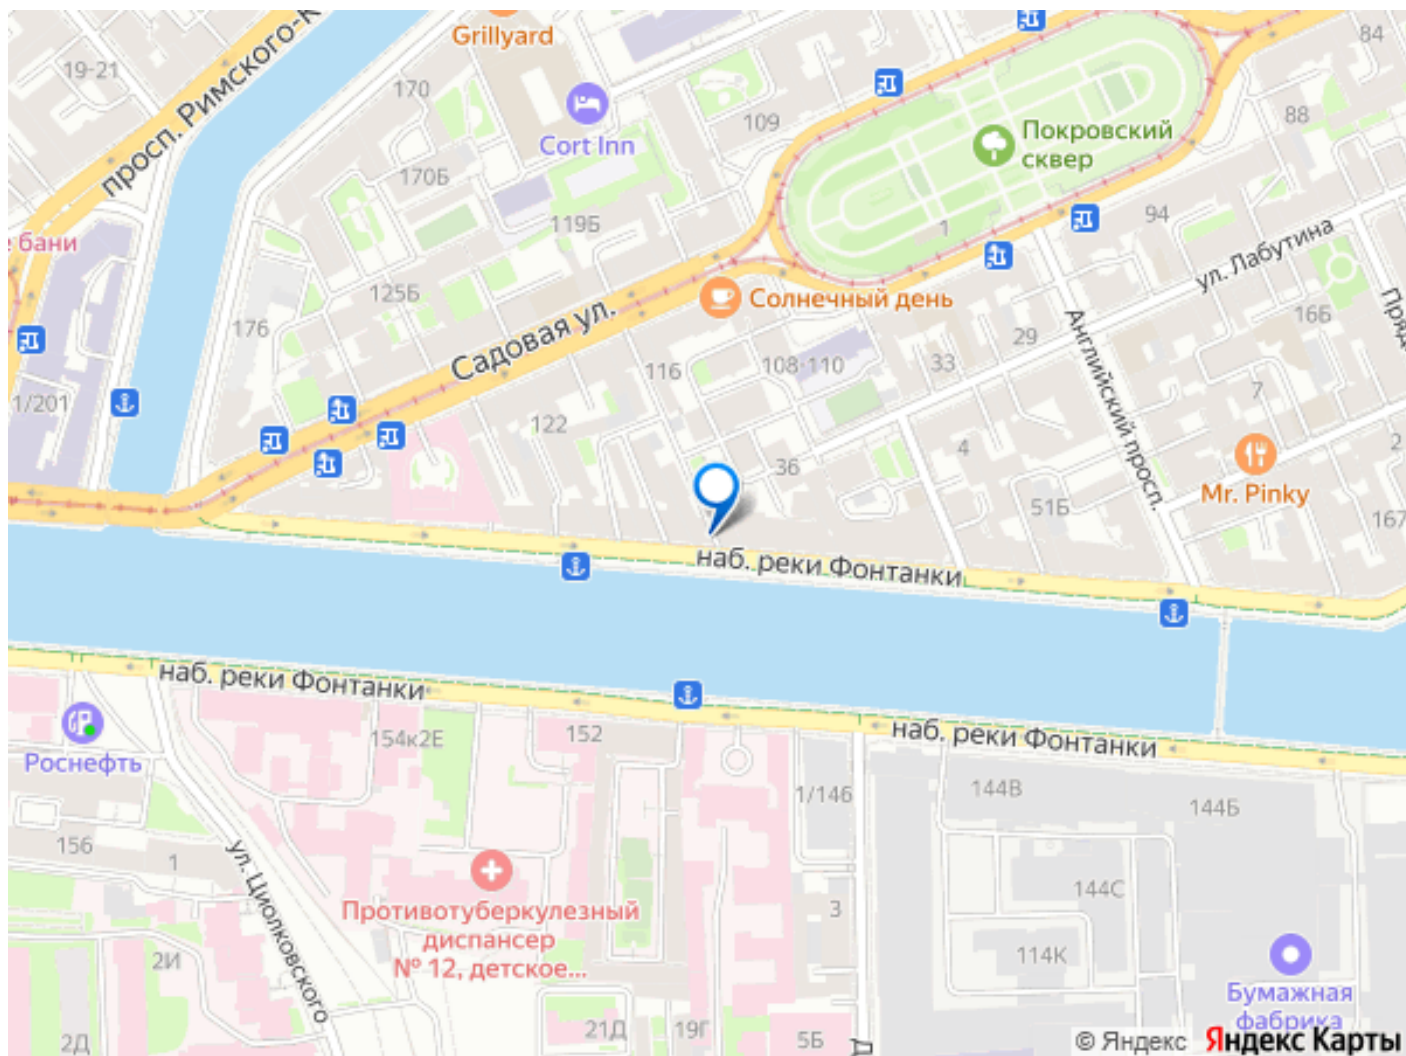 Grillyard
84
19-21
просп. Римского-К
170
88
109
Cort Inn
Покровский
сквер
170Б
94
119Б
1
е бани
ул. Лабутина
125Б
Солнечный день
176
16Б
Пряд
Садовая ул.
29
Английский просп.
116
108-110
33
7
1/201
122
4
2
36
Mr. Pinky
51Б
167
наб. реки Фонтанки
наб. реки Фонтанки
наб. реки Фонтанки
Роснефть
154к2Е
152
1/146
144В
144Б
156
1
ул. Циолковского
144С
Противотуберкулезный
диспансер
№ 12, детское...
3
2И
114К
Бумажная
фабрика
2Д
21Д
19Г
5Б
Д
© Яндекс Яндекс Карты